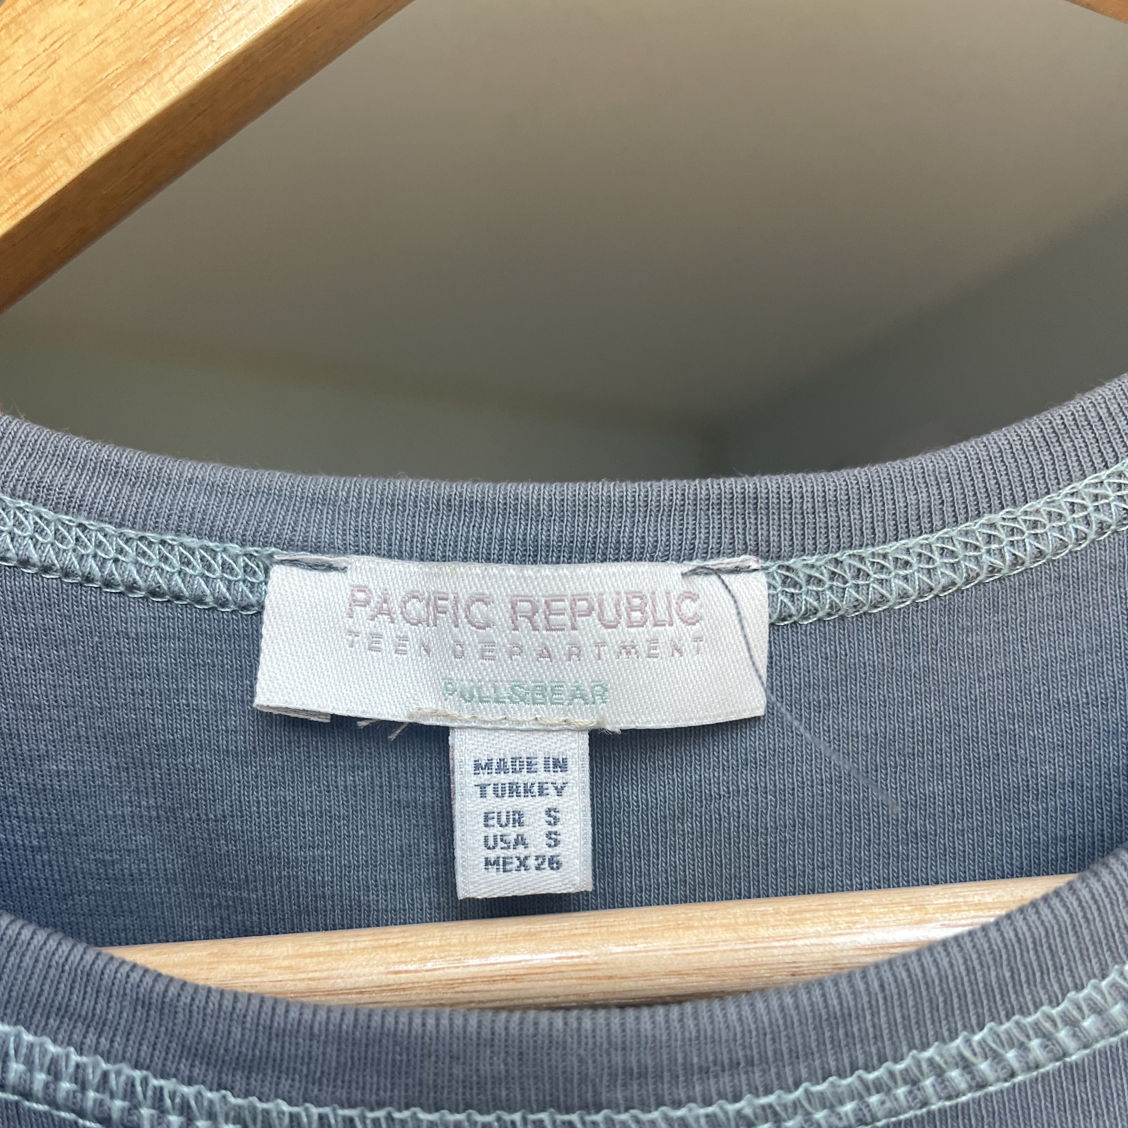 PACIFIC REPUBLIC
TEEN DEPARTMENT
PULL&BEAR
MADE IN
TURKEY
EUR S
USA S
MEX 26